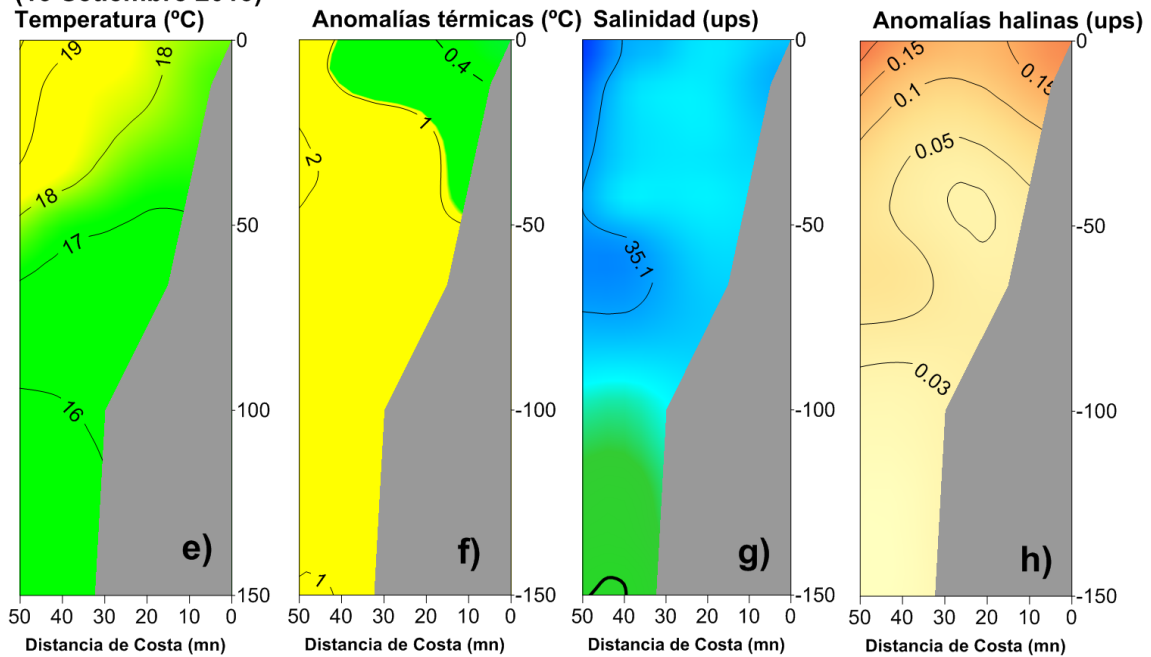 Temperatura (ºC)
Anomalías térmicas (ºC)
Salinidad (ups)
Anomalías halinas (ups)
19
18
18
17
16
e)
50 40 30 20 10 0
Distancia de Costa (mn)
0
-50
-100
-150
0.4
1
2
1
f)
50 40 30 20 10 0
Distancia de Costa (mn)
0
-50
-100
-150
35.1
g)
50 40 30 20 10 0
Distancia de Costa (mn)
0
-50
-100
-150
0.15
0.15
0.1
0.05
0.03
h)
50 40 30 20 10 0
Distancia de Costa (mn)
0
-50
-100
-150